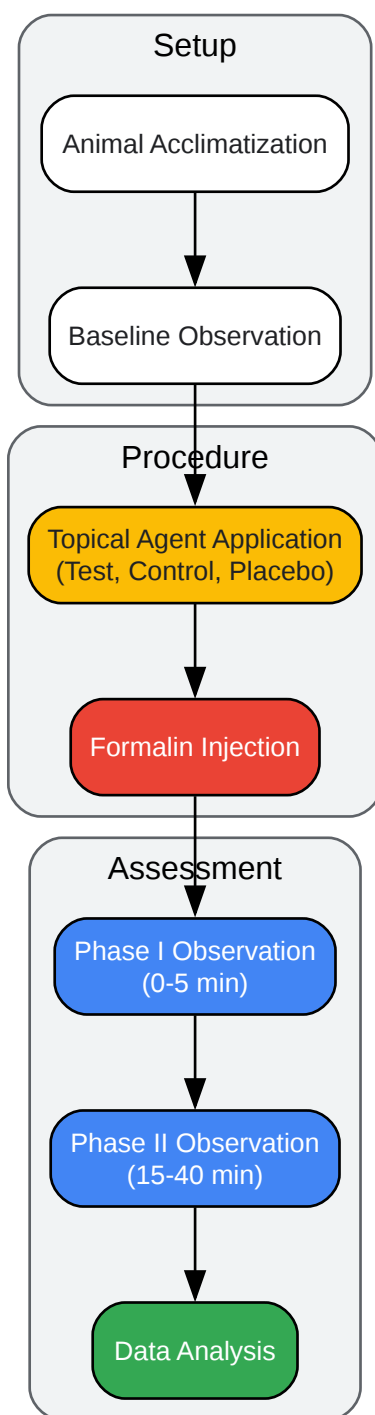 Setup
Animal Acclimatization
Baseline Observation
Procedure
Topical Agent Application
(Test, Control, Placebo)
Formalin Injection
Assessment
Phase I Observation
(0-5 min)
Phase II Observation
(15-40 min)
Data Analysis